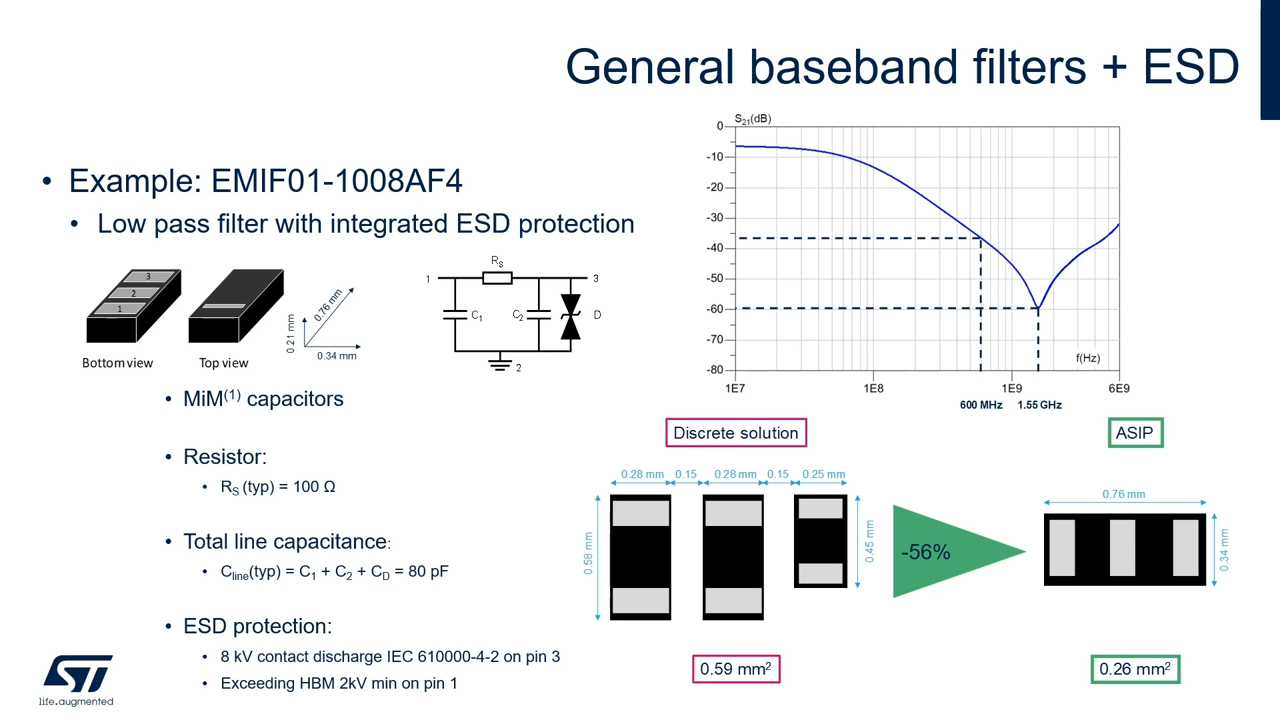 General baseband filters + ESD
• Example: EMIF01-1008AF4
• Low pass filter with integrated ESD protection
3
2
1
Bottom view
Top view
0.21 mm
0.76 mm
0.34 mm
1
RS
3
C1
C2
D
2
• MiM(1) capacitors
• Resistor:
• RS (typ) = 100 Ω
• Total line capacitance:
• Cline(typ) = C1 + C2 + CD = 80 pF
• ESD protection:
• 8 kV contact discharge IEC 610000-4-2 on pin 3
• Exceeding HBM 2kV min on pin 1
ST
life.augmented
S21(dB)
0
-10
-20
-30
-40
-50
-60
-70
-80
f(Hz)
1E7
1E8
1E9
6E9
600 MHz
1.55 GHz
Discrete solution
ASIP
0.28 mm
0.15
0.28 mm
0.15
0.25 mm
0.58 mm
0.45 mm
-56%
0.76 mm
0.34 mm
0.59 mm2
0.26 mm2